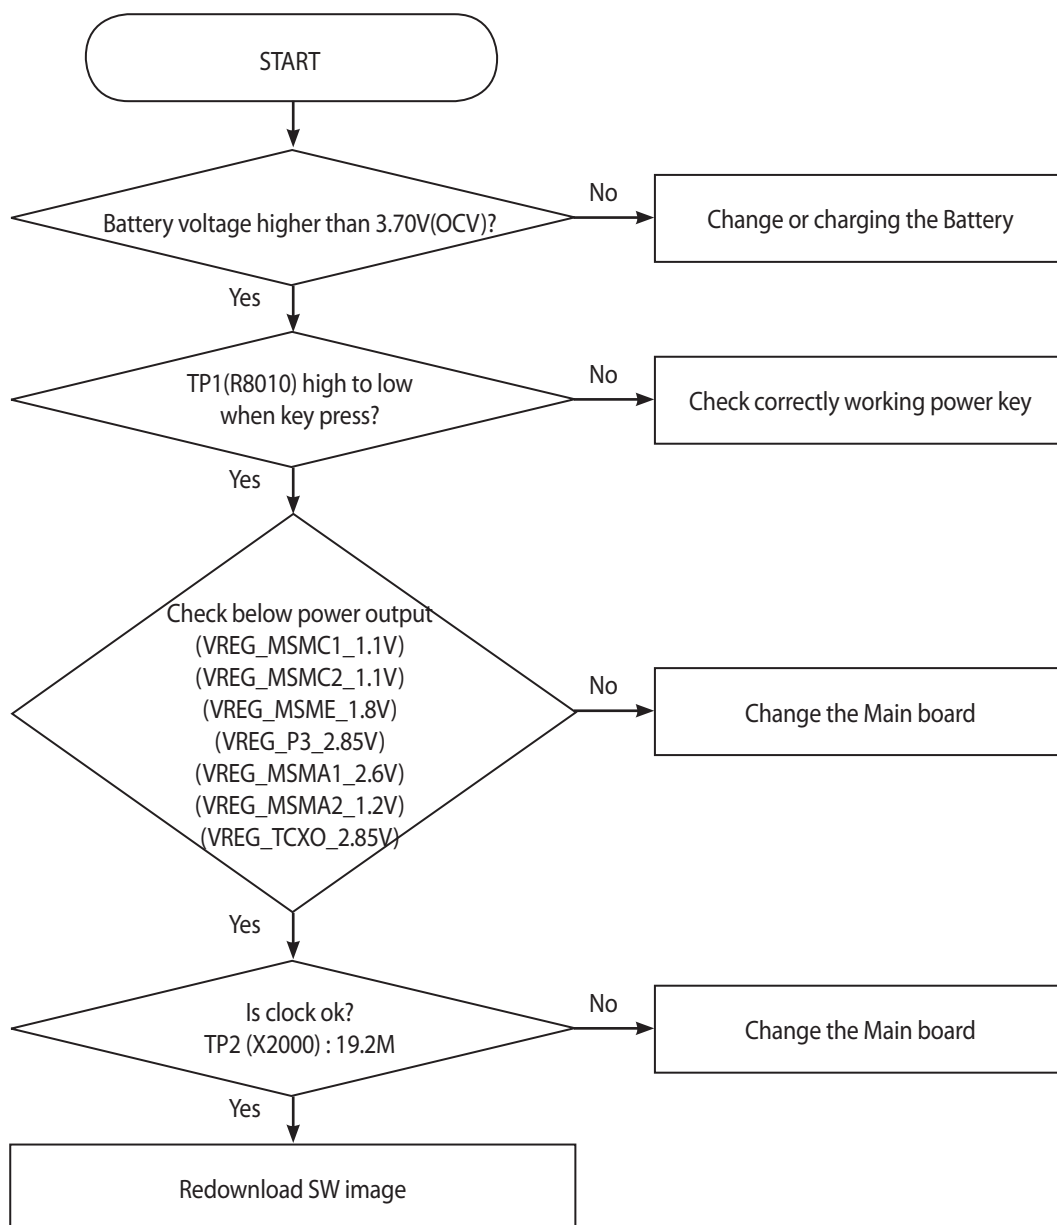 START
Battery voltage higher than 3.70V(OCV)?
No
Change or charging the Battery
Yes
TP1(R8010) high to low
when key press?
No
Check correctly working power key
Yes
Check below power output
(VREG_MSMC1_1.1V)
(VREG_MSMC2_1.1V)
(VREG_MSME_1.8V)
(VREG_P3_2.85V)
(VREG_MSMA1_2.6V)
(VREG_MSMA2_1.2V)
(VREG_TCXO_2.85V)
No
Change the Main board
Yes
Is clock ok?
TP2 (X2000) : 19.2M
No
Change the Main board
Yes
Redownload SW image